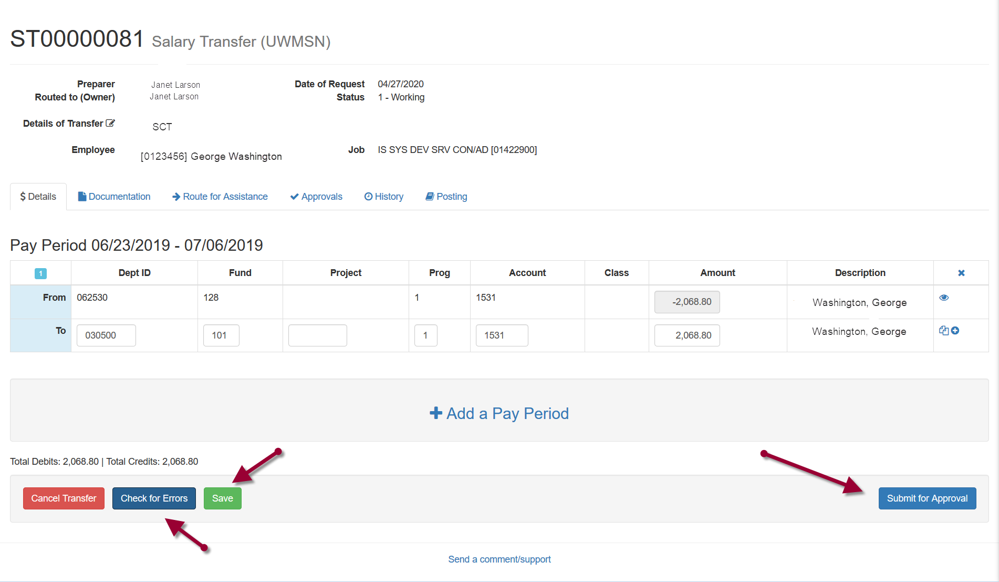 ST00000081 Salary Transfer (UWMSN)
Preparer Janet Larson Date of Request 04/27/2020
Routed to (Owner) Janet Larson Status 1 - Working
Details of Transfer SCT
Employee [0123456] George Washington Job IS SYS DEV SRV CON/AD [01422900]
$ Details Documentation Route for Assistance Approvals History Posting
Pay Period 06/23/2019 - 07/06/2019
1 Dept ID Fund Project Prog Account Class Amount Description
From 062530 128 1 1531 -2,068.80 Washington, George
To 030500 101 1 1531 2,068.80 Washington, George
Add a Pay Period
Total Debits: 2,068.80 | Total Credits: 2,068.80
Cancel Transfer Check for Errors Save Submit for Approval
Send a comment/support